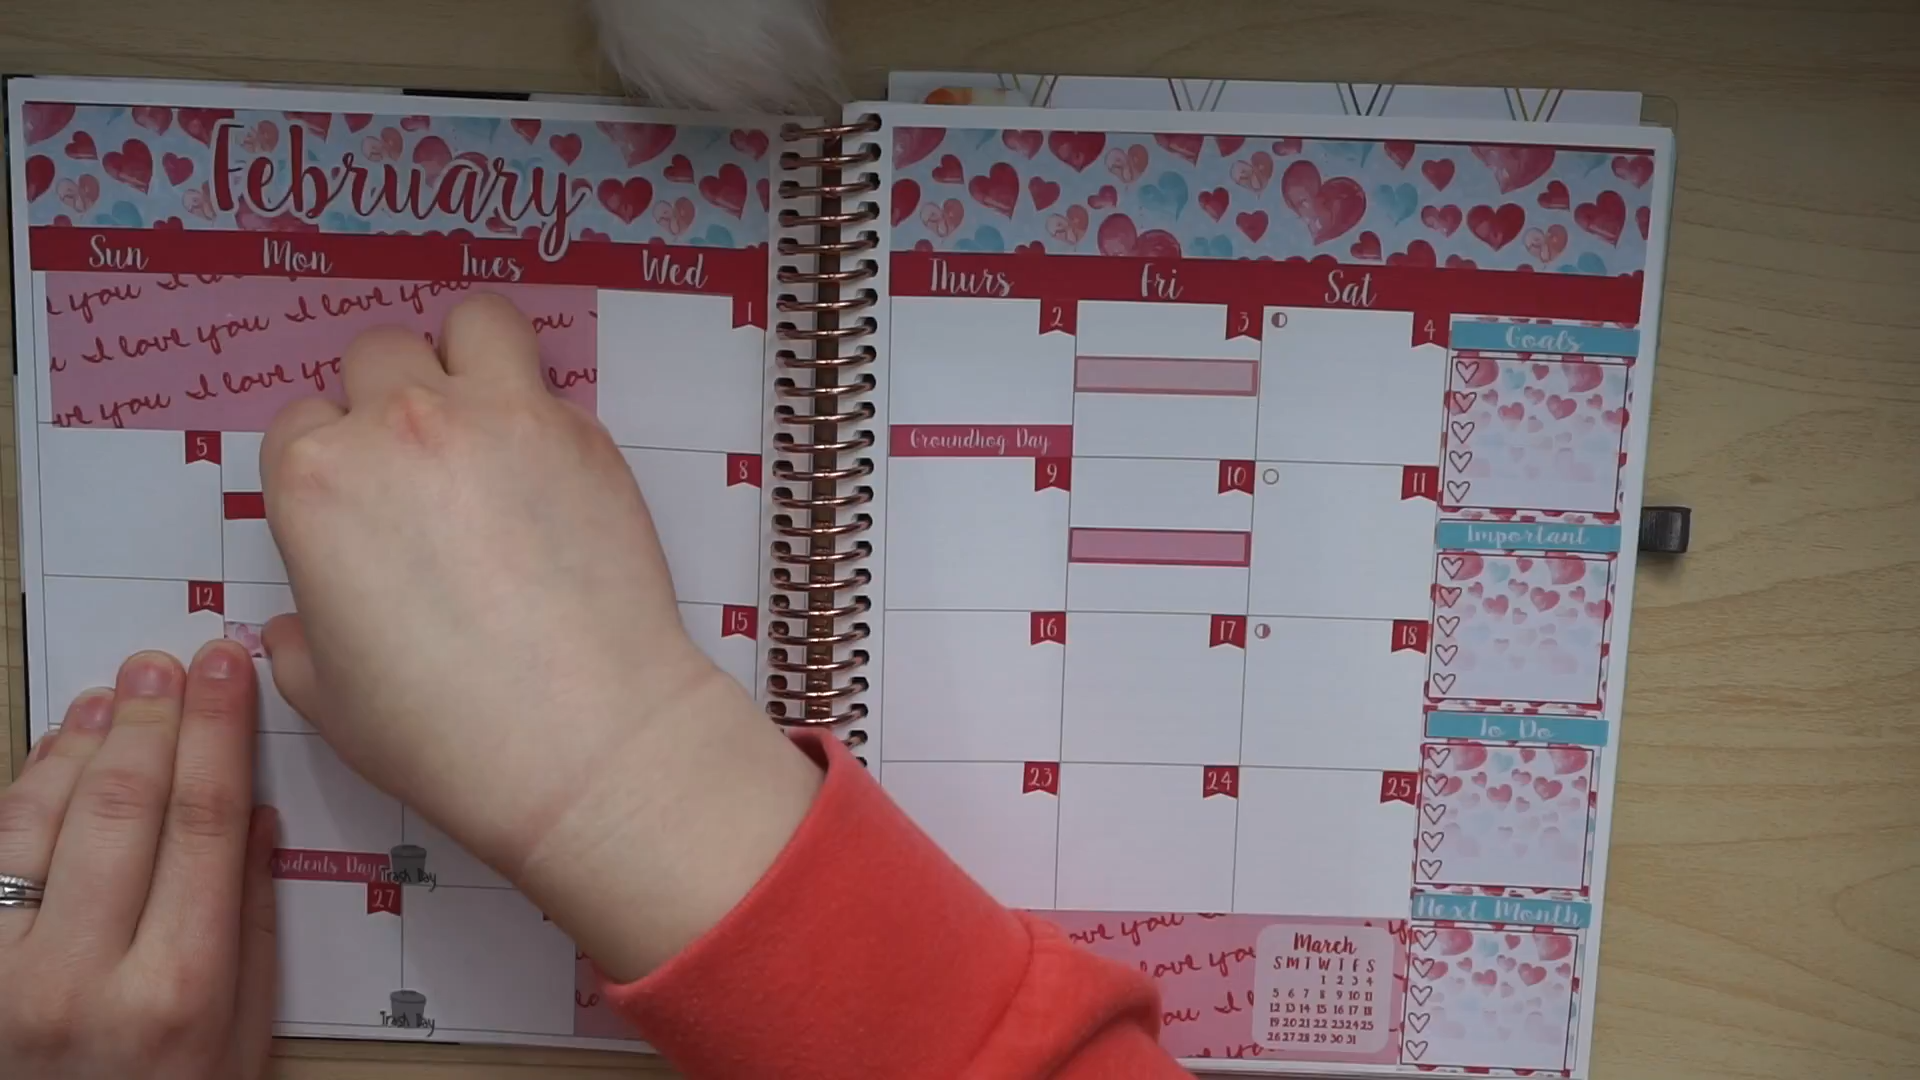 February
Sun Mon Tues Wed
Thurs Fri Sat
you I
I love you I love you you
ve you I love
1
2
3
4
Groundhog Day
5
8
9
10
11
12
15
16
17
18
23
24
25
sidents Day
Trash Day
27
Trash Day
Goals
Important
To Do
Next Month
ove you
love you
March
S M T W T F S
1 2 3 4
5 6 7 8 9 10 11
12 13 14 15 16 17 18
19 20 21 22 23 24 25
26 27 28 29 30 31